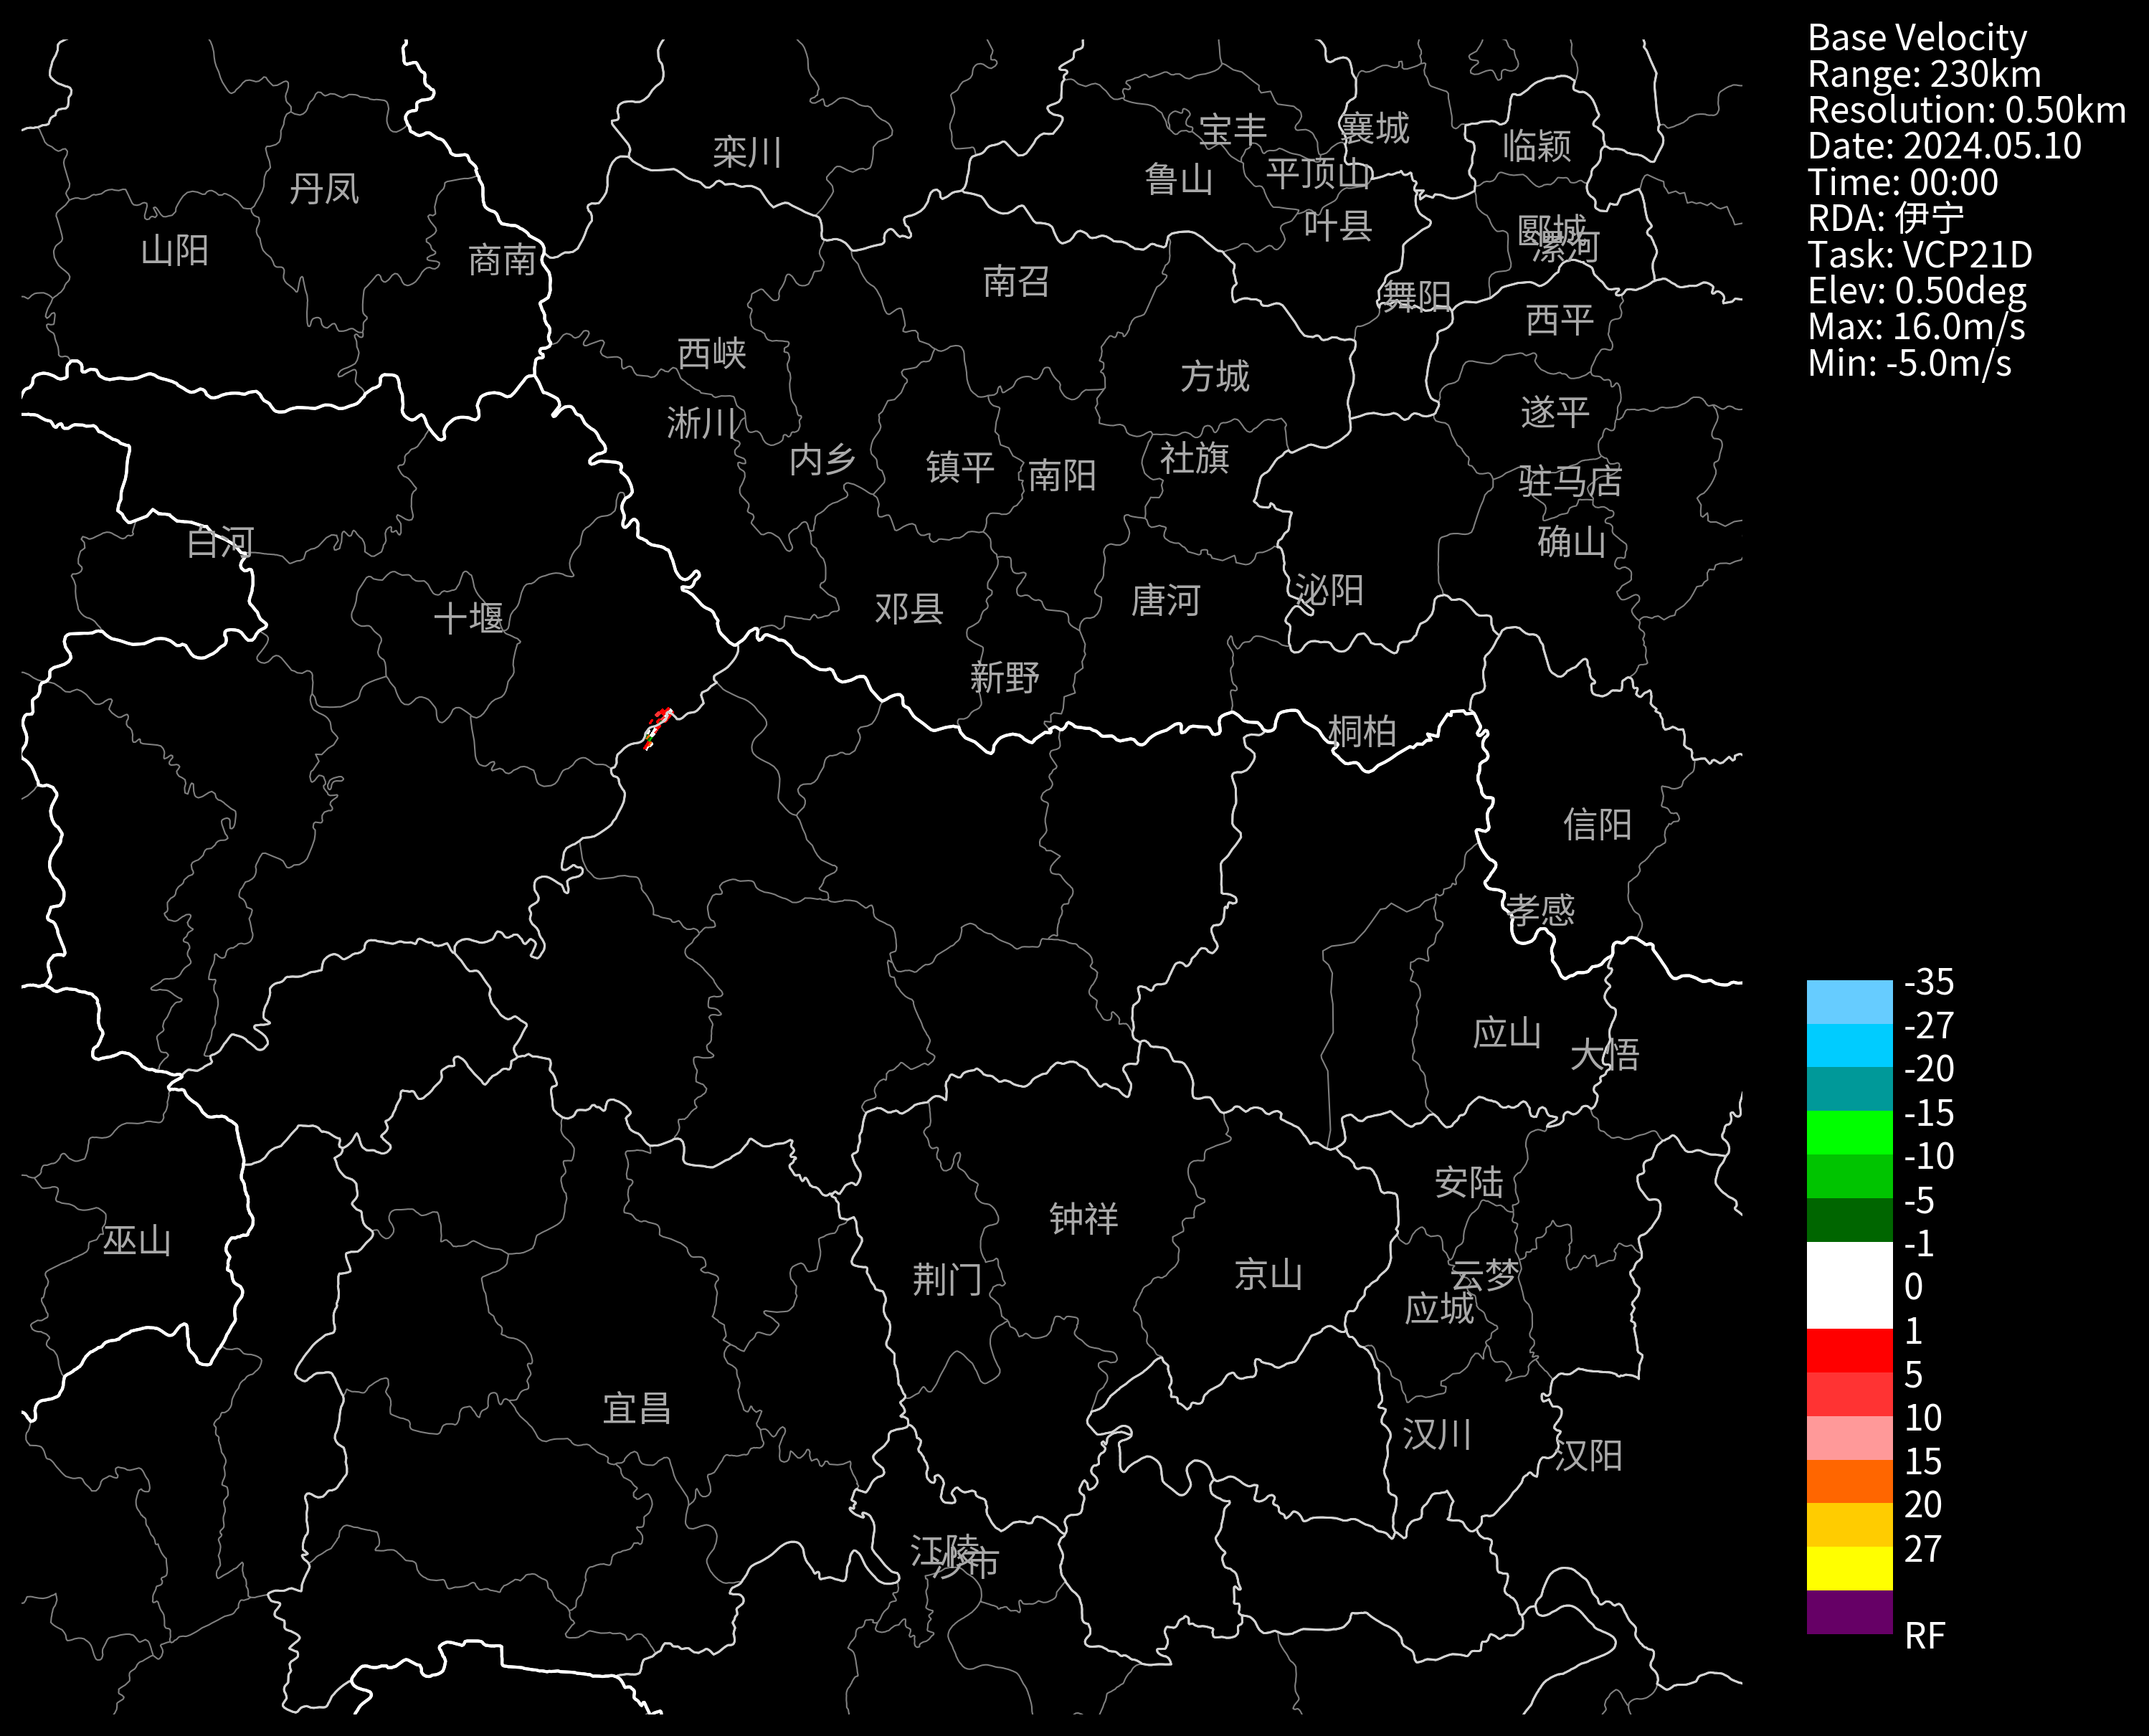 Base Velocity
Range: 230km
Resolution: 0.50km
Date: 2024.05.10
Time: 00:00
RDA: 伊宁
Task: VCP21D
Elev: 0.50deg
Max: 16.0m/s
Min: -5.0m/s
宝丰
襄城
临颍
栾川
鲁山
平顶山
丹凤
叶县
郾城
漯河
山阳
商南
南召
舞阳
西平
西峡
方城
遂平
淅川
内乡
镇平
南阳
社旗
驻马店
白河
确山
十堰
邓县
唐河
泌阳
新野
桐柏
信阳
孝感
应山
大悟
安陆
巫山
钟祥
荆门
京山
云梦
应城
宜昌
汉川
汉阳
江陵
沙市
-35
-27
-20
-15
-10
-5
-1
0
1
5
10
15
20
27
RF